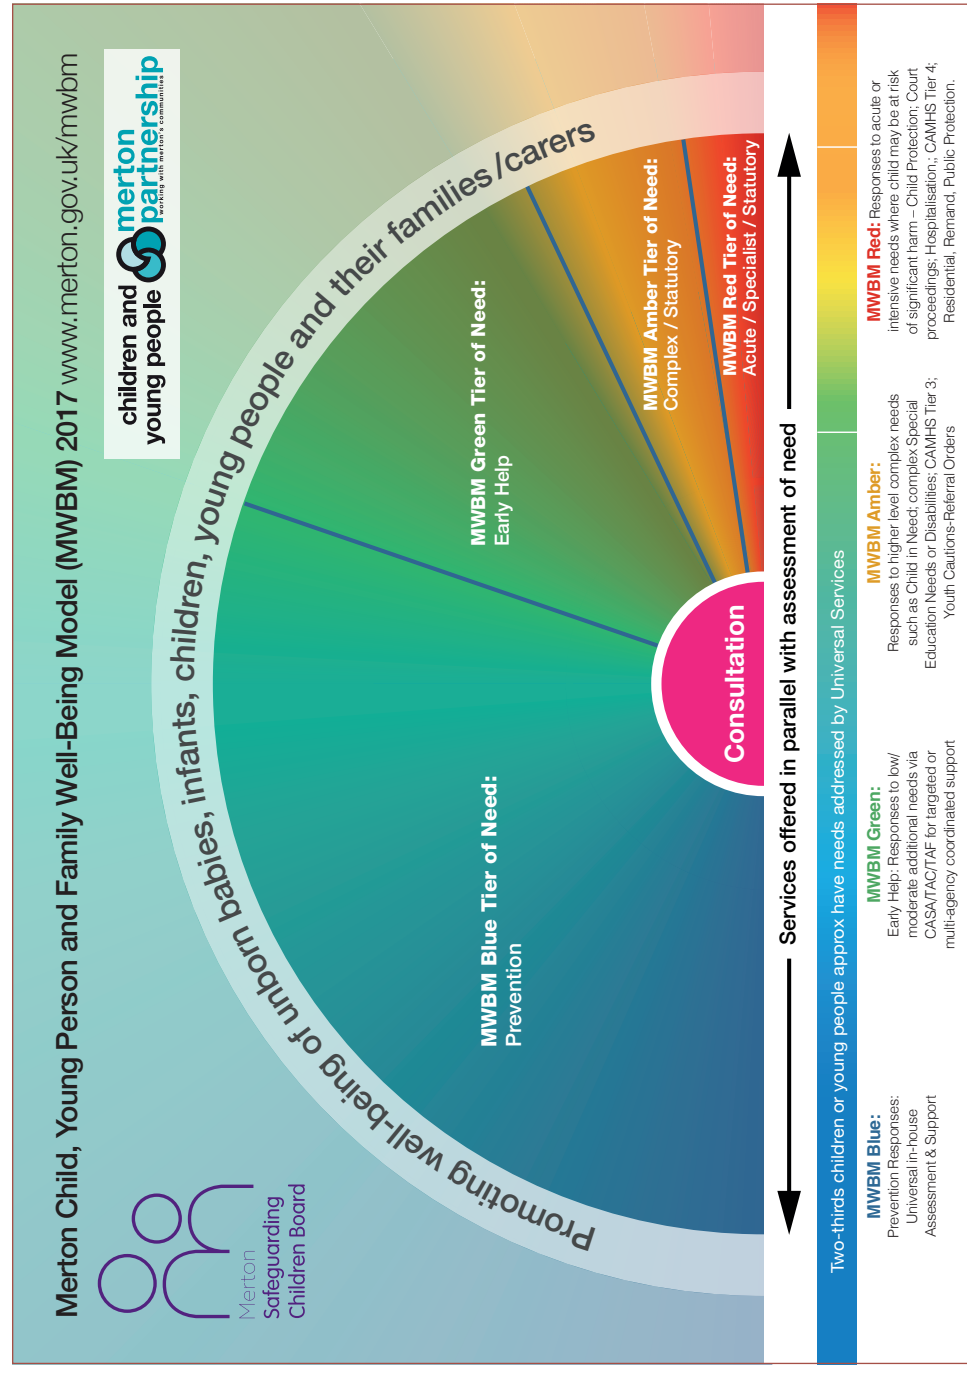 Merton Child, Young Person and Family Well-Being Model (MWBM) 2017 www.merton.gov.uk/mwbm
Merton
Safeguarding
Children Board
children and
young people
merton
partnership
working with merton's communities
Promoting well-being of unborn babies, infants, children, young people and their families/carers
MWBM Blue Tier of Need:
Prevention
MWBM Green Tier of Need:
Early Help
MWBM Amber Tier of Need:
Complex / Statutory
MWBM Red Tier of Need:
Acute / Specialist / Statutory
Consultation
Services offered in parallel with assessment of need
Two-thirds children or young people approx have needs addressed by Universal Services
MWBM Blue:
Prevention Responses:
Universal in-house
Assessment & Support
MWBM Green:
Early Help: Responses to low/
moderate additional needs via
CASA/TAC/TAF for targeted or
multi-agency coordinated support
MWBM Amber:
Responses to higher level complex needs
such as Child in Need; complex Special
Education Needs or Disabilities; CAMHS Tier 3;
Youth Cautions-Referral Orders
MWBM Red: Responses to acute or
intensive needs where child may be at risk
of significant harm – Child Protection; Court
proceedings; Hospitalisation,; CAMHS Tier 4;
Residential, Remand, Public Protection.